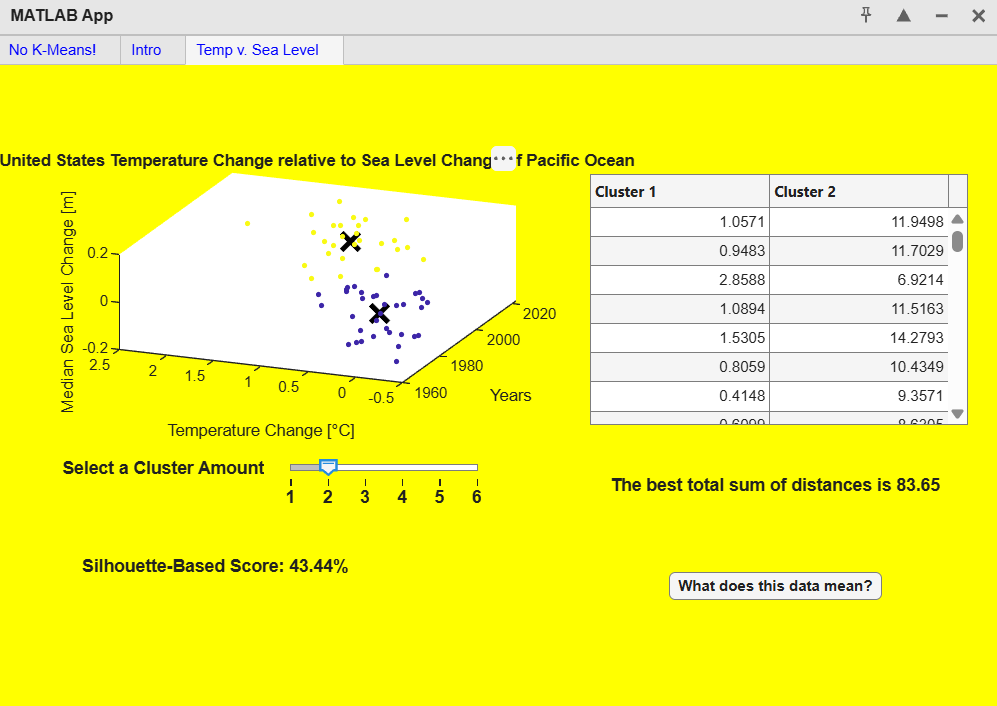 MATLAB App
No K-Means! Intro Temp v. Sea Level
United States Temperature Change relative to Sea Level Chang ... f Pacific Ocean
Median Sea Level Change [m]
0.2
0
-0.2
2.5 2 1.5 1 0.5 0 -0.5
Temperature Change [°C]
1960 1980 2000 2020
Years
Cluster 1 Cluster 2
1.0571 11.9498
0.9483 11.7029
2.8588 6.9214
1.0894 11.5163
1.5305 14.2793
0.8059 10.4349
0.4148 9.3571
Select a Cluster Amount
1 2 3 4 5 6
The best total sum of distances is 83.65
Silhouette-Based Score: 43.44%
What does this data mean?